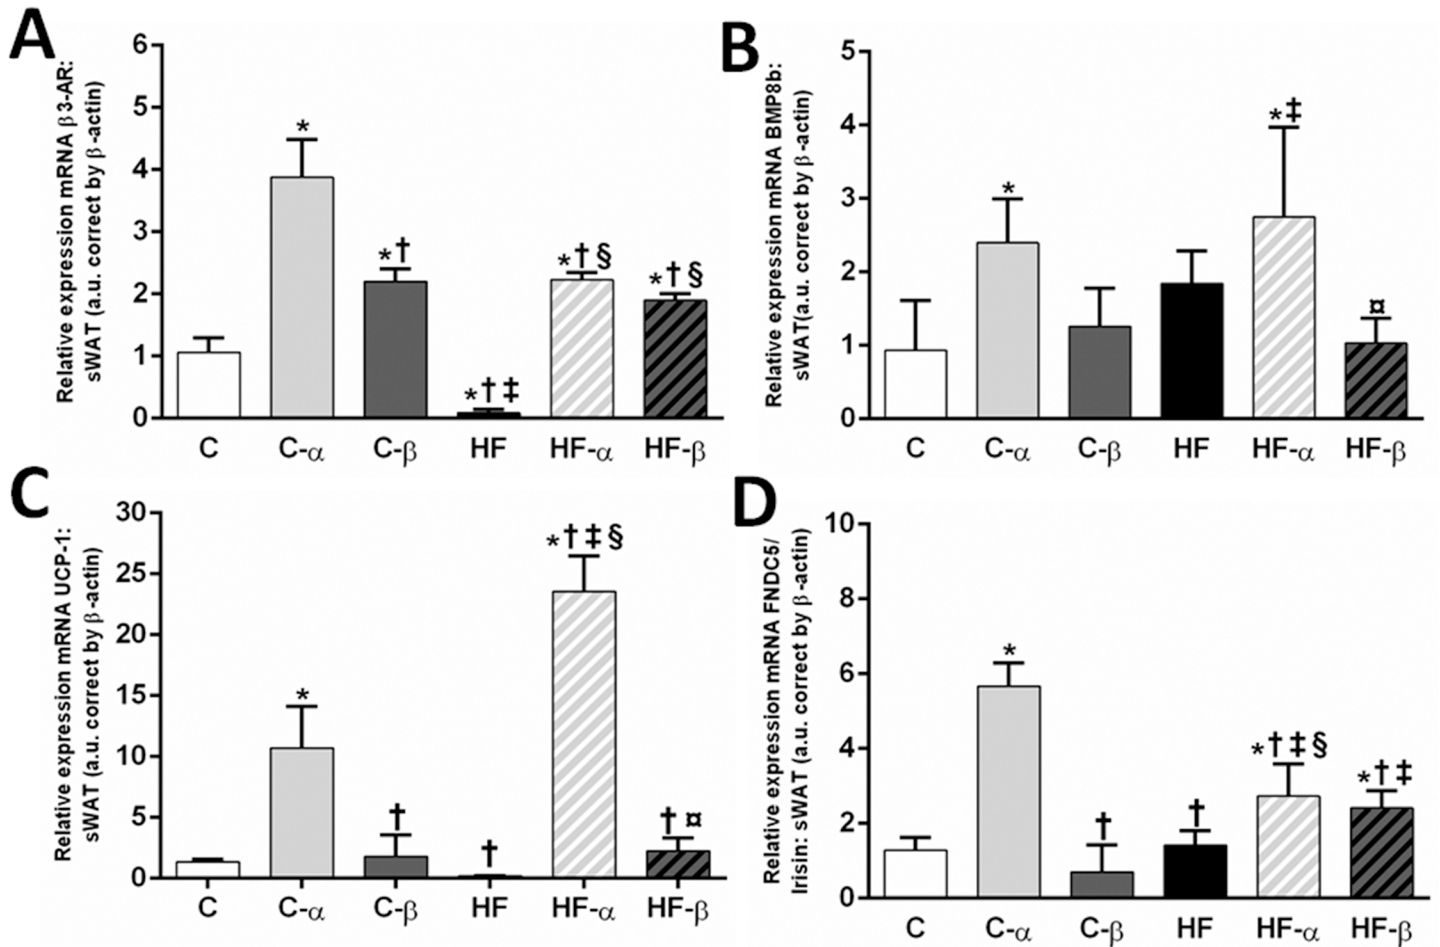 A
Relative expression mRNA β3-AR:
sWAT (a.u. correct by β-actin)
6
5
4
3
2
1
0
*
*†
*†‡
*†§
*†§
C C-α C-β HF HF-α HF-β
B
Relative expression mRNA BMP8b:
sWAT(a.u. correct by β-actin)
5
4
3
2
1
0
*
*‡
¤
C C-α C-β HF HF-α HF-β
C
Relative expression mRNA UCP-1:
sWAT (a.u. correct by β-actin)
30
25
20
15
10
5
0
*
†
†
*†‡§
†¤
C C-α C-β HF HF-α HF-β
D
Relative expression mRNA FNDC5/
Irisin: sWAT (a.u. correct by β-actin)
10
8
6
4
2
0
*
†
†
*†‡§
*†‡
C C-α C-β HF HF-α HF-β